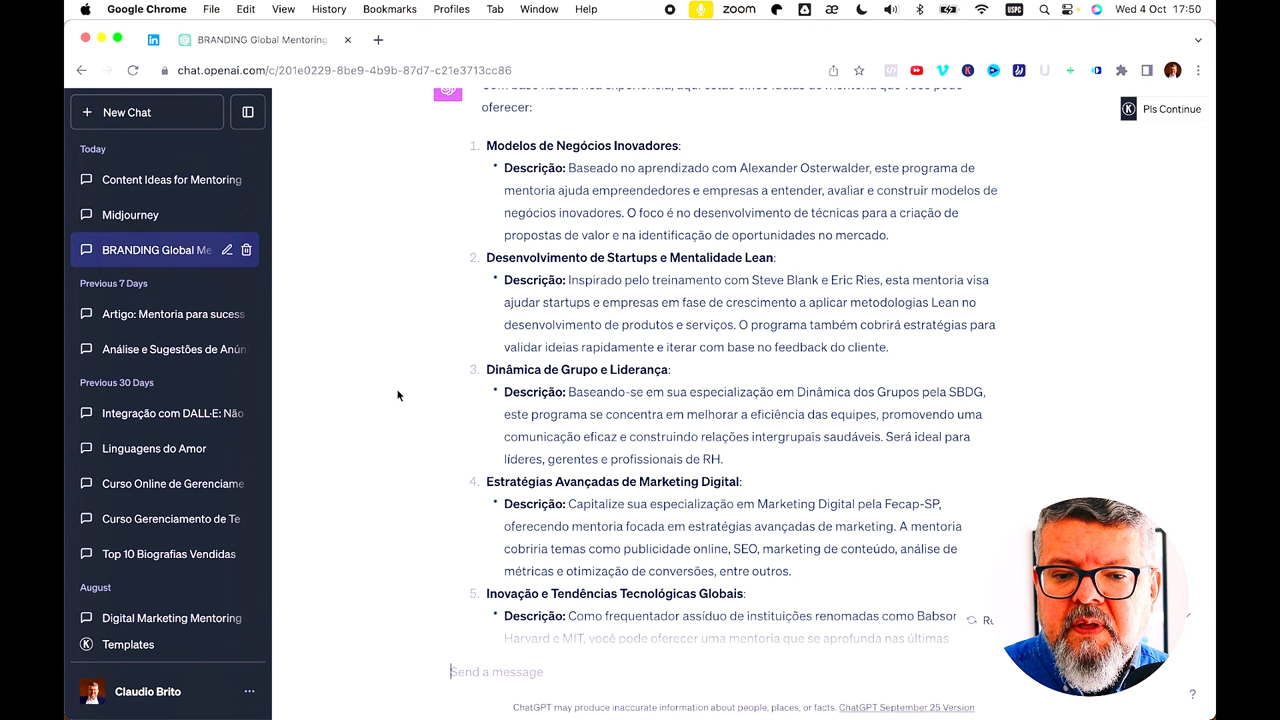 Google Chrome File Edit View History Bookmarks Profiles Tab Window Help zoom æ USPC Wed 4 Oct 17:50
BRANDING Global Mentoring
chat.openai.com/c/201e0229-8be9-4b9b-87d7-c21e3713cc86
New Chat
Today
Content Ideas for Mentoring
Midjourney
BRANDING Global Me
Previous 7 Days
Artigo: Mentoria para sucess
Análise e Sugestões de Anún
Previous 30 Days
Integração com DALL·E: Não
Linguagens do Amor
Curso Online de Gerenciame
Curso Gerenciamento de Te
Top 10 Biografias Vendidas
August
Digital Marketing Mentoring
Templates
Claudio Brito
Pls Continue
oferecer:
1. Modelos de Negócios Inovadores:
• Descrição: Baseado no aprendizado com Alexander Osterwalder, este programa de
mentoria ajuda empreendedores e empresas a entender, avaliar e construir modelos de
negócios inovadores. O foco é no desenvolvimento de técnicas para a criação de
propostas de valor e na identificação de oportunidades no mercado.
2. Desenvolvimento de Startups e Mentalidade Lean:
• Descrição: Inspirado pelo treinamento com Steve Blank e Eric Ries, esta mentoria visa
ajudar startups e empresas em fase de crescimento a aplicar metodologias Lean no
desenvolvimento de produtos e serviços. O programa também cobrirá estratégias para
validar ideias rapidamente e iterar com base no feedback do cliente.
3. Dinâmica de Grupo e Liderança:
• Descrição: Baseando-se em sua especialização em Dinâmica dos Grupos pela SBDG,
este programa se concentra em melhorar a eficiência das equipes, promovendo uma
comunicação eficaz e construindo relações intergrupais saudáveis. Será ideal para
líderes, gerentes e profissionais de RH.
4. Estratégias Avançadas de Marketing Digital:
• Descrição: Capitalize sua especialização em Marketing Digital pela Fecap-SP,
oferecendo mentoria focada em estratégias avançadas de marketing. A mentoria
cobriria temas como publicidade online, SEO, marketing de conteúdo, análise de
métricas e otimização de conversões, entre outros.
5. Inovação e Tendências Tecnológicas Globais:
• Descrição: Como frequentador assíduo de instituições renomadas como Babsor
Harvard e MIT, você pode oferecer uma mentoria que se aprofunda nas últimas
Send a message
ChatGPT may produce inaccurate information about people, places, or facts. ChatGPT September 25 Version
?